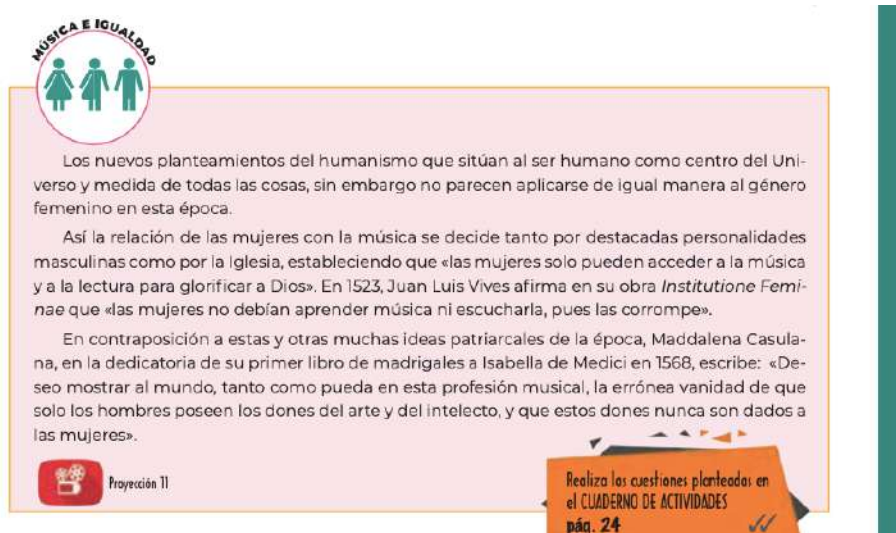 MÚSICA E IGUALDAD
Los nuevos planteamientos del humanismo que sitúan al ser humano como centro del Uni-
verso y medida de todas las cosas, sin embargo no parecen aplicarse de igual manera al género
femenino en esta época.
Así la relación de las mujeres con la música se decide tanto por destacadas personalidades
masculinas como por la Iglesia, estableciendo que «las mujeres solo pueden acceder a la música
y a la lectura para glorificar a Dios». En 1523, Juan Luis Vives afirma en su obra Institutione Femi-
nae que «las mujeres no debían aprender música ni escucharla, pues las corrompe».
En contraposición a estas y otras muchas ideas patriarcales de la época, Maddalena Casula-
na, en la dedicatoria de su primer libro de madrigales a Isabella de Medici en 1568, escribe: «De-
seo mostrar al mundo, tanto como pueda en esta profesión musical, la errónea vanidad de que
solo los hombres poseen los dones del arte y del intelecto, y que estos dones nunca son dados a
las mujeres».
Proyección 11
Realiza las cuestiones planteadas en
el CUADERNO DE ACTIVIDADES
pág. 24